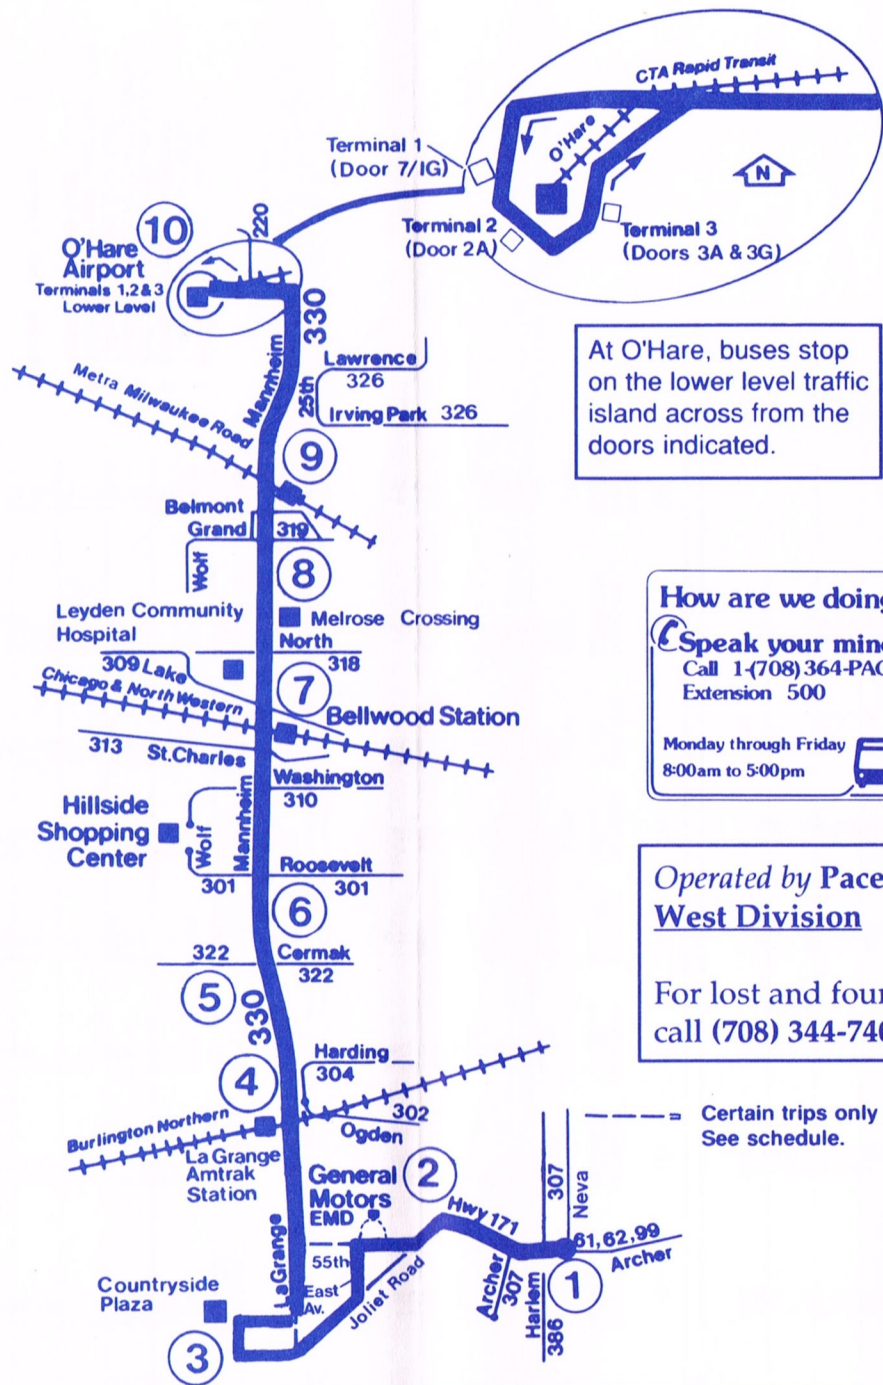 CTA Rapid Transit
O'Hare
N
Terminal 1
(Door 7/IG)
Terminal 2
(Door 2A)
Terminal 3
(Doors 3A & 3G)
10
220
O'Hare
Airport
Terminals 1,2&3
Lower Level
330
Mannheim
25th
Lawrence
326
Irving Park 326
At O'Hare, buses stop
on the lower level traffic
island across from the
doors indicated.
Metra Milwaukee Road
9
Belmont
Grand
319
Wolf
8
Leyden Community
Hospital
Melrose Crossing
North
318
309 Lake
7
Chicago & North Western
Bellwood Station
313
St.Charles
Washington
310
Mannheim
Hillside
Shopping
Center
Wolf
Roosevelt
301
301
6
How are we doing
Speak your min
Call 1-(708) 364-PAC
Extension 500
Monday through Friday
8:00am to 5:00pm
Operated by Pace
West Division
For lost and foun
call (708) 344-740
322
Cermak
322
5
330
4
Harding
304
302
Ogden
Burlington Northern
La Grange
Amtrak
Station
Certain trips only
See schedule.
General
Motors
EMD
2
Hwy 171
307
Neva
61,62,99
Archer
1
Archer
307
Harlem
386
LaGrange
55th
East
Av.
Joliet Road
Countryside
Plaza
3